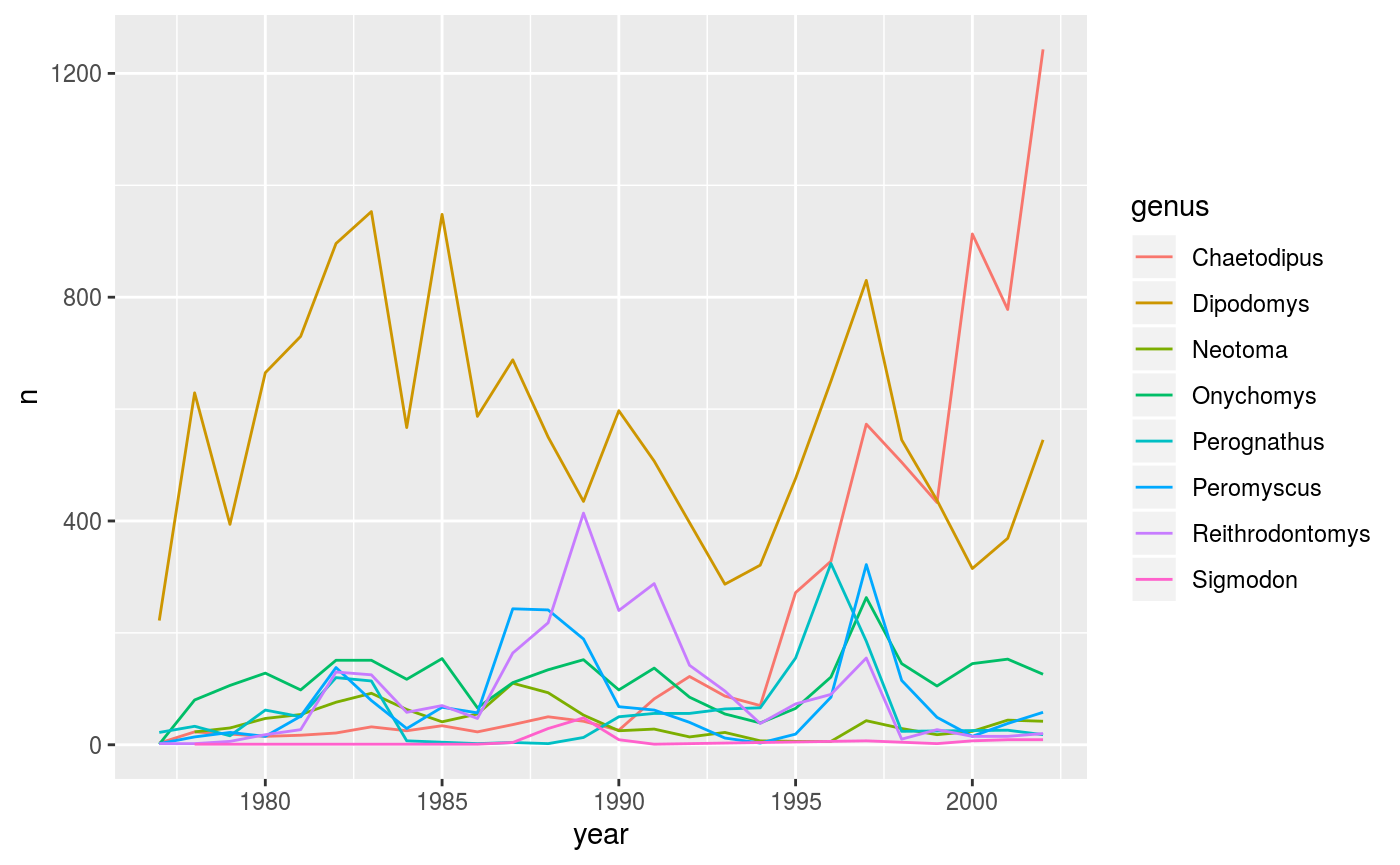 1200
800
400
0
n
1980
1985
1990
1995
2000
year
genus
Chaetodipus
Dipodomys
Neotoma
Onychomys
Perognathus
Peromyscus
Reithrodontomys
Sigmodon